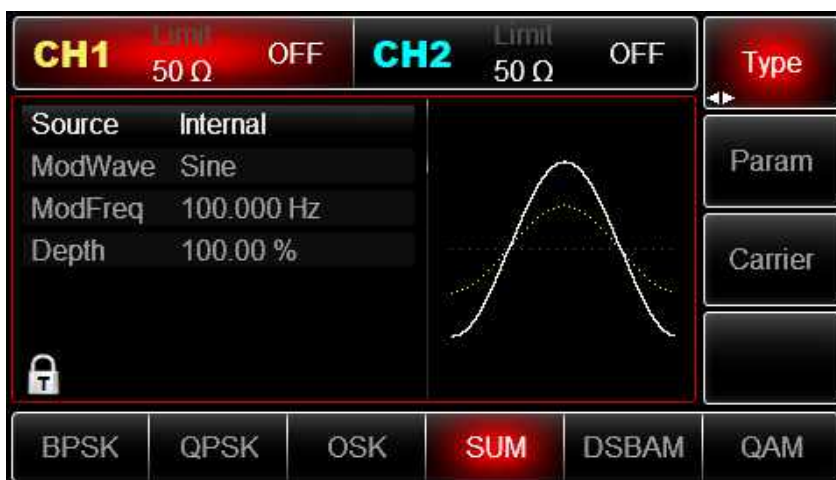 CH1 Limit 50 Ω OFF CH2 Limit 50 Ω OFF Type
Source Internal
ModWave Sine
ModFreq 100.000 Hz
Depth 100.00 %
Param
Carrier
T
BPSK QPSK OSK SUM DSBAM QAM